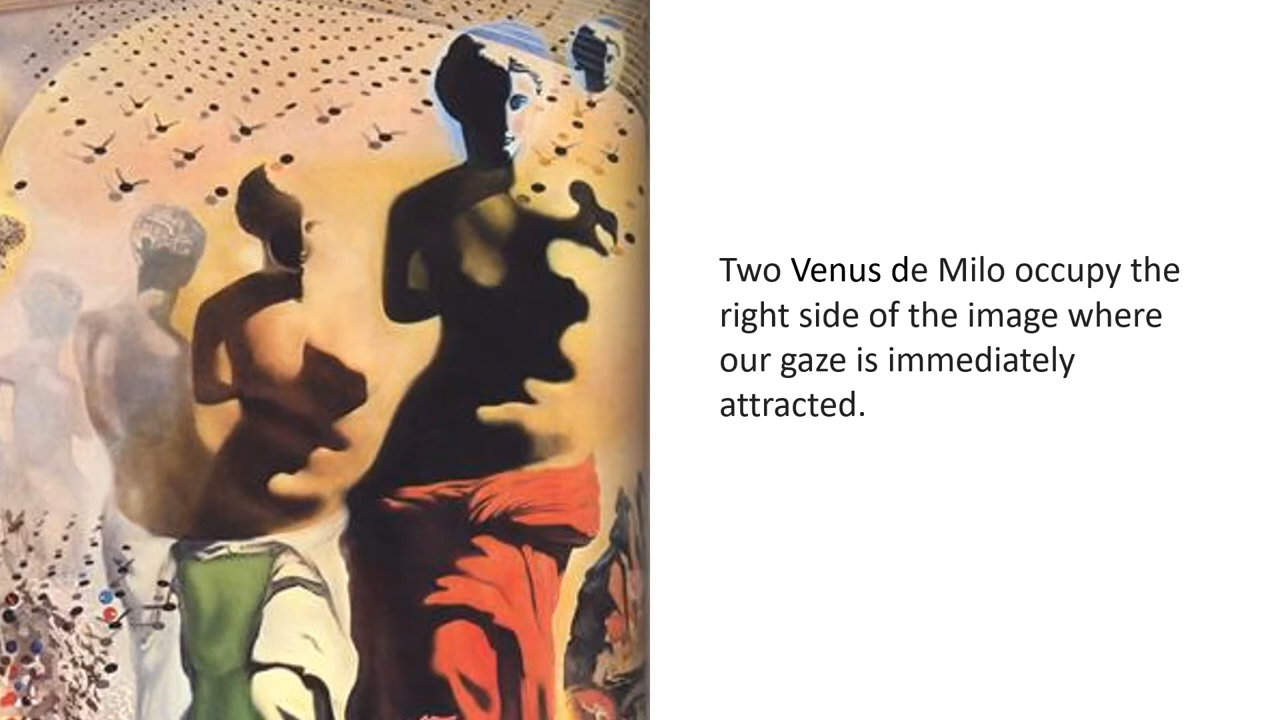 Two Venus de Milo occupy the
right side of the image where
our gaze is immediately
attracted.